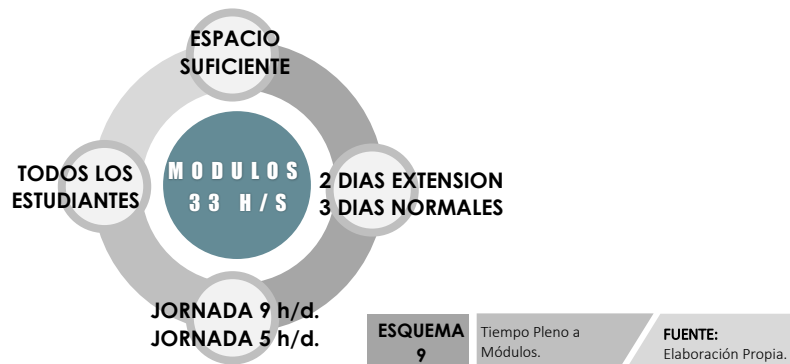 ESPACIO
SUFICIENTE
TODOS LOS
ESTUDIANTES
MODULOS
33 H/S
2 DIAS EXTENSION
3 DIAS NORMALES
JORNADA 9 h/d.
JORNADA 5 h/d.
ESQUEMA
9
Tiempo Pleno a
Módulos.
FUENTE:
Elaboración Propia.